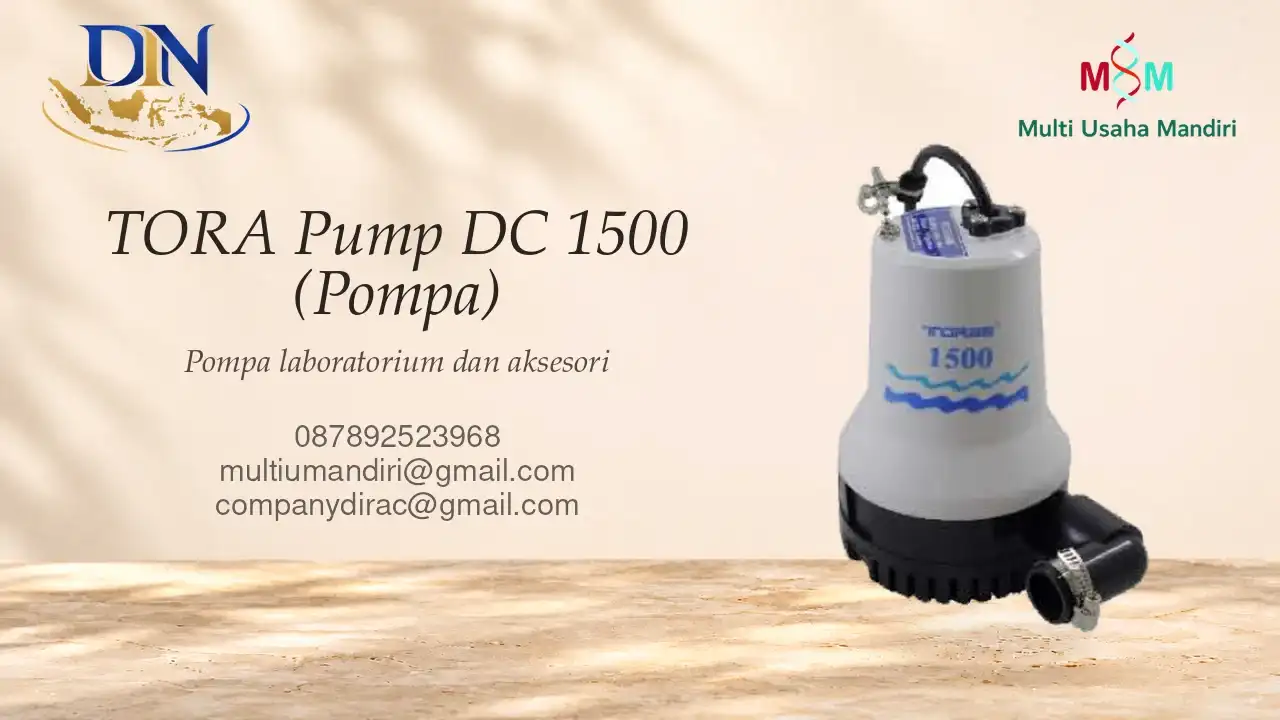 DIN
M M
Multi Usaha Mandiri
TORA Pump DC 1500
(Pompa)
Pompa laboratorium dan aksesori
087892523968
multiumandiri@gmail.com
companydirac@gmail.com
1500